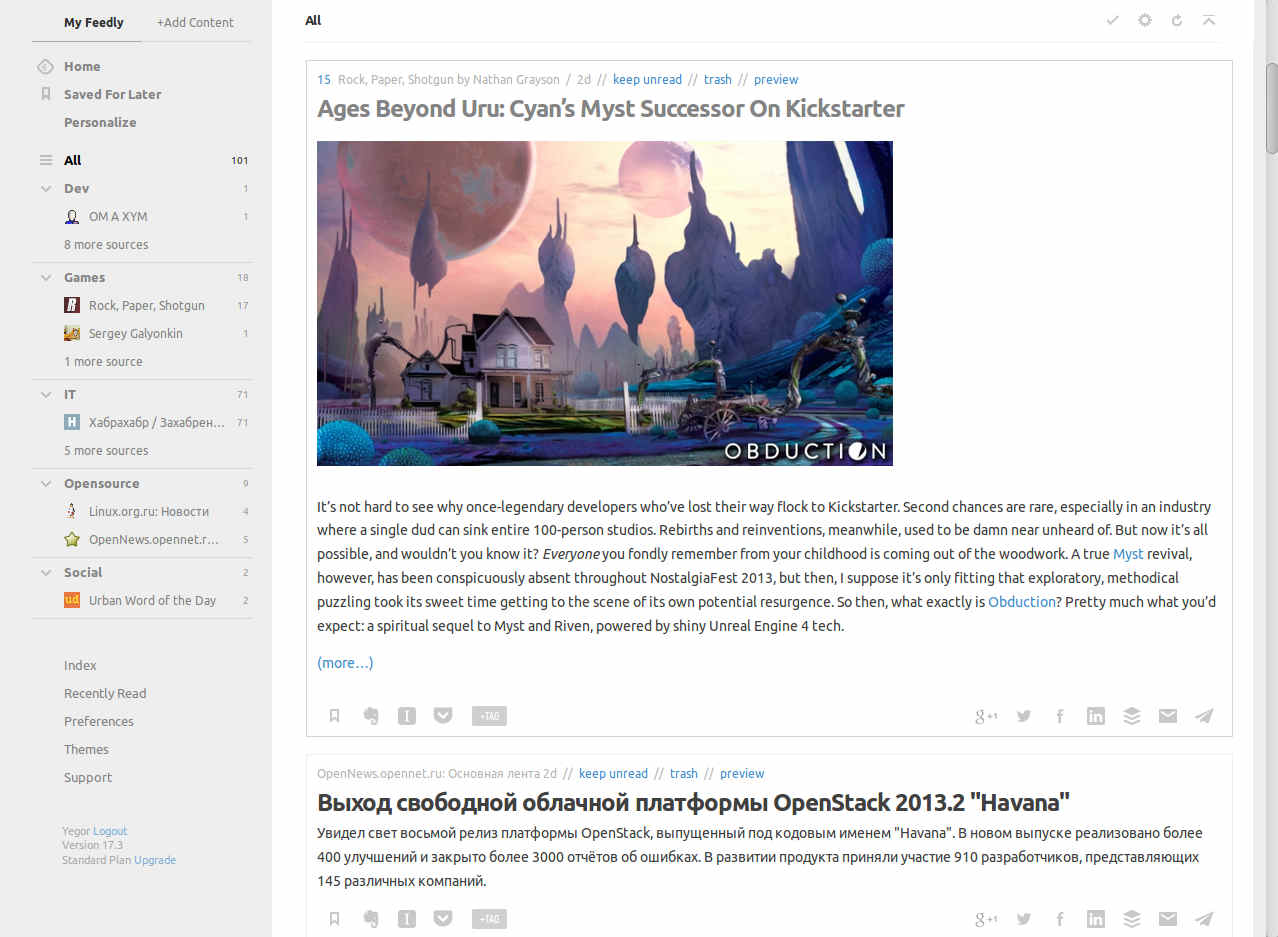 My Feedly
+Add Content
Home
Saved For Later
Personalize
All 101
Dev 1
OM A XYM 1
8 more sources
Games 18
Rock, Paper, Shotgun 17
Sergey Galyonkin 1
1 more source
IT 71
Хабрахабр / Захабрен... 71
5 more sources
Opensource 9
Linux.org.ru: Новости 4
OpenNews.opennet.r... 5
Social 2
ud Urban Word of the Day 2
Index
Recently Read
Preferences
Themes
Support
Yegor Logout
Version 17.3
Standard Plan Upgrade
All
15 Rock, Paper, Shotgun by Nathan Grayson / 2d // keep unread // trash // preview
Ages Beyond Uru: Cyan’s Myst Successor On Kickstarter
OBDUCTION
It’s not hard to see why once-legendary developers who’ve lost their way flock to Kickstarter. Second chances are rare, especially in an industry
where a single dud can sink entire 100-person studios. Rebirths and reinventions, meanwhile, used to be damn near unheard of. But now it’s all
possible, and wouldn’t you know it? Everyone you fondly remember from your childhood is coming out of the woodwork. A true Myst revival,
however, has been conspicuously absent throughout NostalgiaFest 2013, but then, I suppose it’s only fitting that exploratory, methodical
puzzling took its sweet time getting to the scene of its own potential resurgence. So then, what exactly is Obduction? Pretty much what you’d
expect: a spiritual sequel to Myst and Riven, powered by shiny Unreal Engine 4 tech.
(more…)
+TAG
g+1
OpenNews.opennet.ru: Основная лента 2d // keep unread // trash // preview
Выход свободной облачной платформы OpenStack 2013.2 "Havana"
Увидел свет восьмой релиз платформы OpenStack, выпущенный под кодовым именем "Havana". В новом выпуске реализовано более
400 улучшений и закрыто более 3000 отчётов об ошибках. В развитии продукта приняли участие 910 разработчиков, представляющих
145 различных компаний.
+TAG
g+1